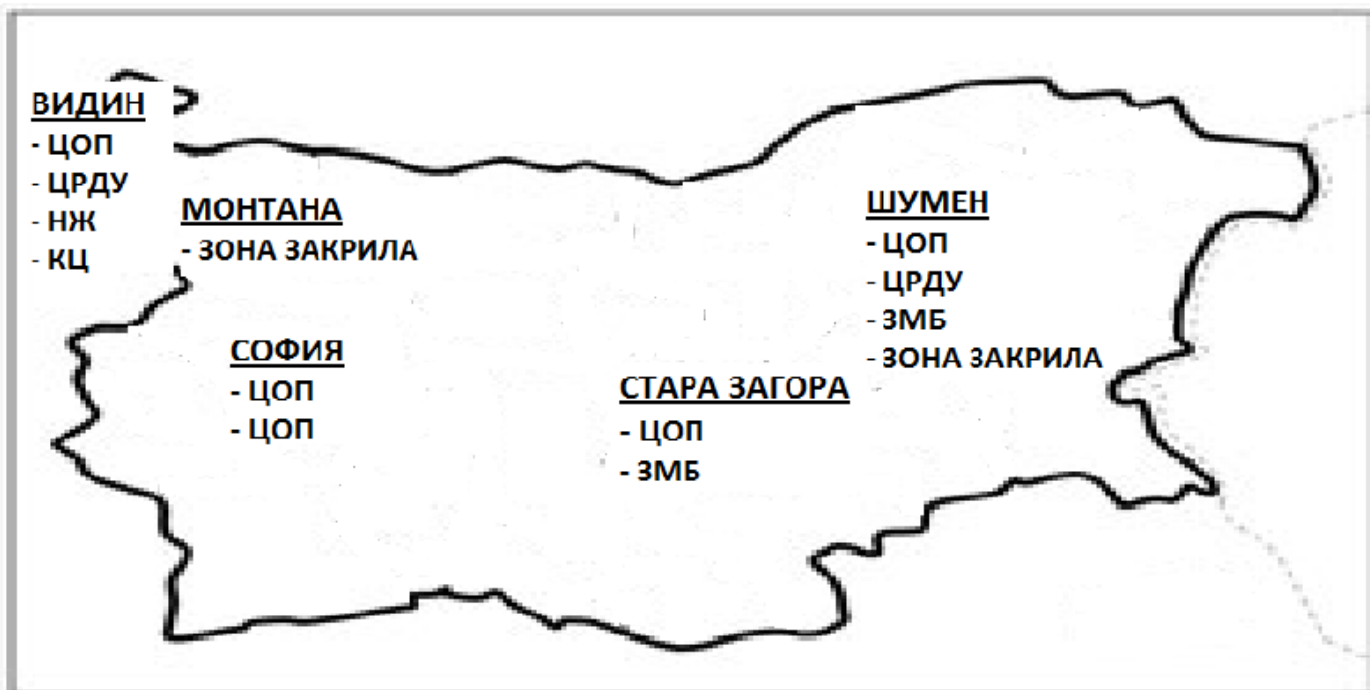 ВИДИН
- ЦОП
- ЦРДУ
- НЖ
- КЦ
МОНТАНА
- ЗОНА ЗАКРИЛА
СОФИЯ
- ЦОП
- ЦОП
СТАРА ЗАГОРА
- ЦОП
- ЗМБ
ШУМЕН
- ЦОП
- ЦРДУ
- ЗМБ
- ЗОНА ЗАКРИЛА